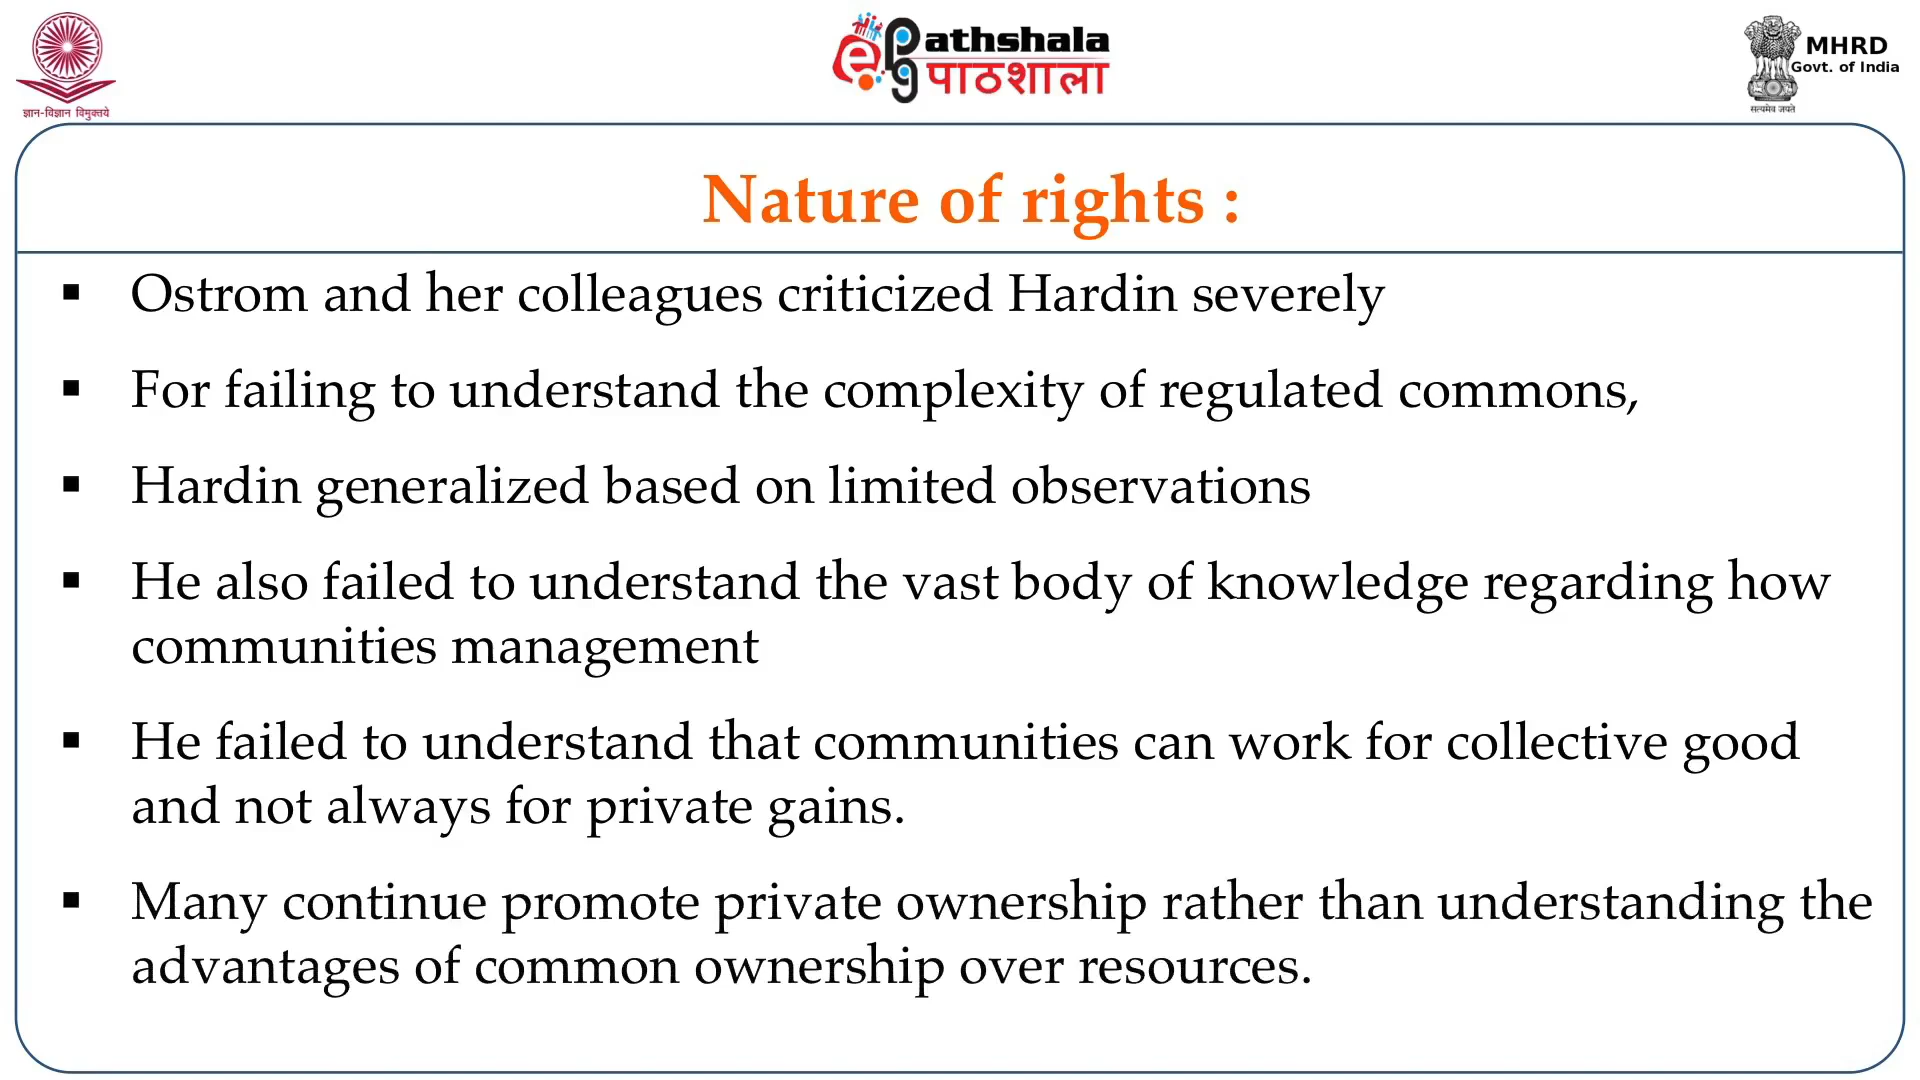 ज्ञान-विज्ञान विमुक्तये
ePG Pathshala
पाठशाला
सत्यमेव जयते
MHRD
Govt. of India
Nature of rights :
▪ Ostrom and her colleagues criticized Hardin severely
▪ For failing to understand the complexity of regulated commons,
▪ Hardin generalized based on limited observations
▪ He also failed to understand the vast body of knowledge regarding how
communities management
▪ He failed to understand that communities can work for collective good
and not always for private gains.
▪ Many continue promote private ownership rather than understanding the
advantages of common ownership over resources.